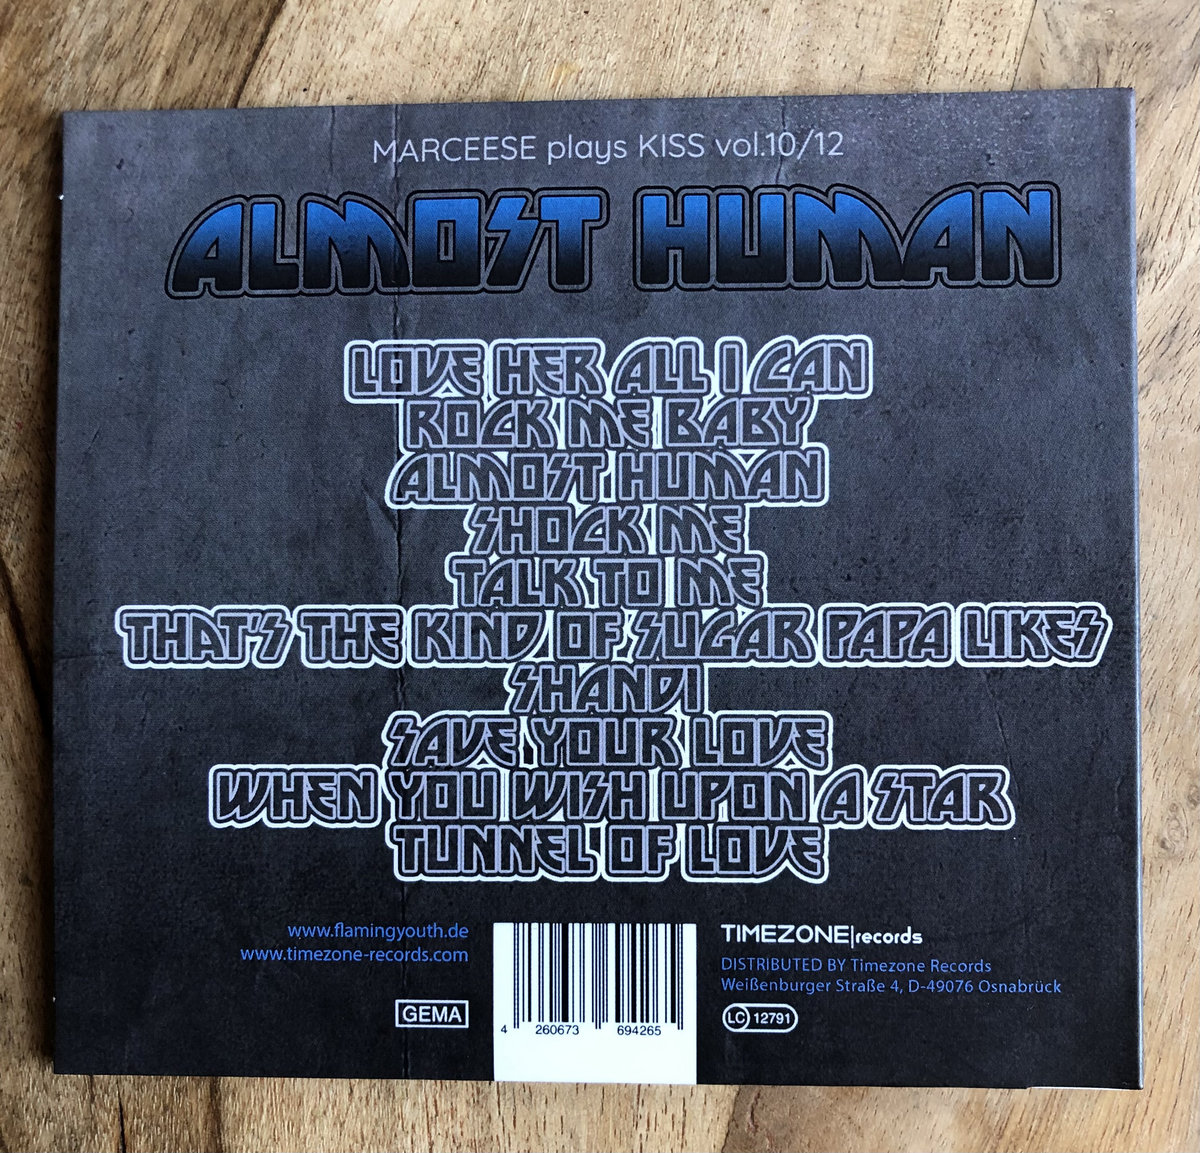 MARCEESE plays KISS vol.10/12
ALMOST HUMAN
LOVE HER ALL I CAN
ROCK ME BABY
ALMOST HUMAN
SHOCK ME
TALK TO ME
THAT'S THE KIND OF SUGAR PAPA LIKES
SHANDI
SAVE YOUR LOVE
WHEN YOU WISH UPON A STAR
TUNNEL OF LOVE
www.flamingyouth.de
www.timezone-records.com
GEMA
4 260673 694265
TIMEZONE|records
DISTRIBUTED BY Timezone Records
Weißenburger Straße 4, D-49076 Osnabrück
LC 12791